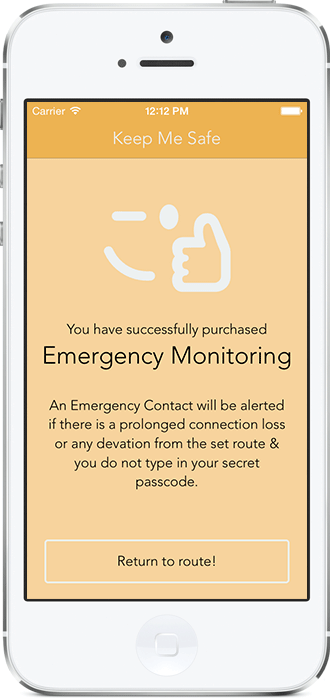 Carrier 12:12 PM
Keep Me Safe
You have successfully purchased
Emergency Monitoring
An Emergency Contact will be alerted
if there is a prolonged connection loss
or any devation from the set route &
you do not type in your secret
passcode.
Return to route!